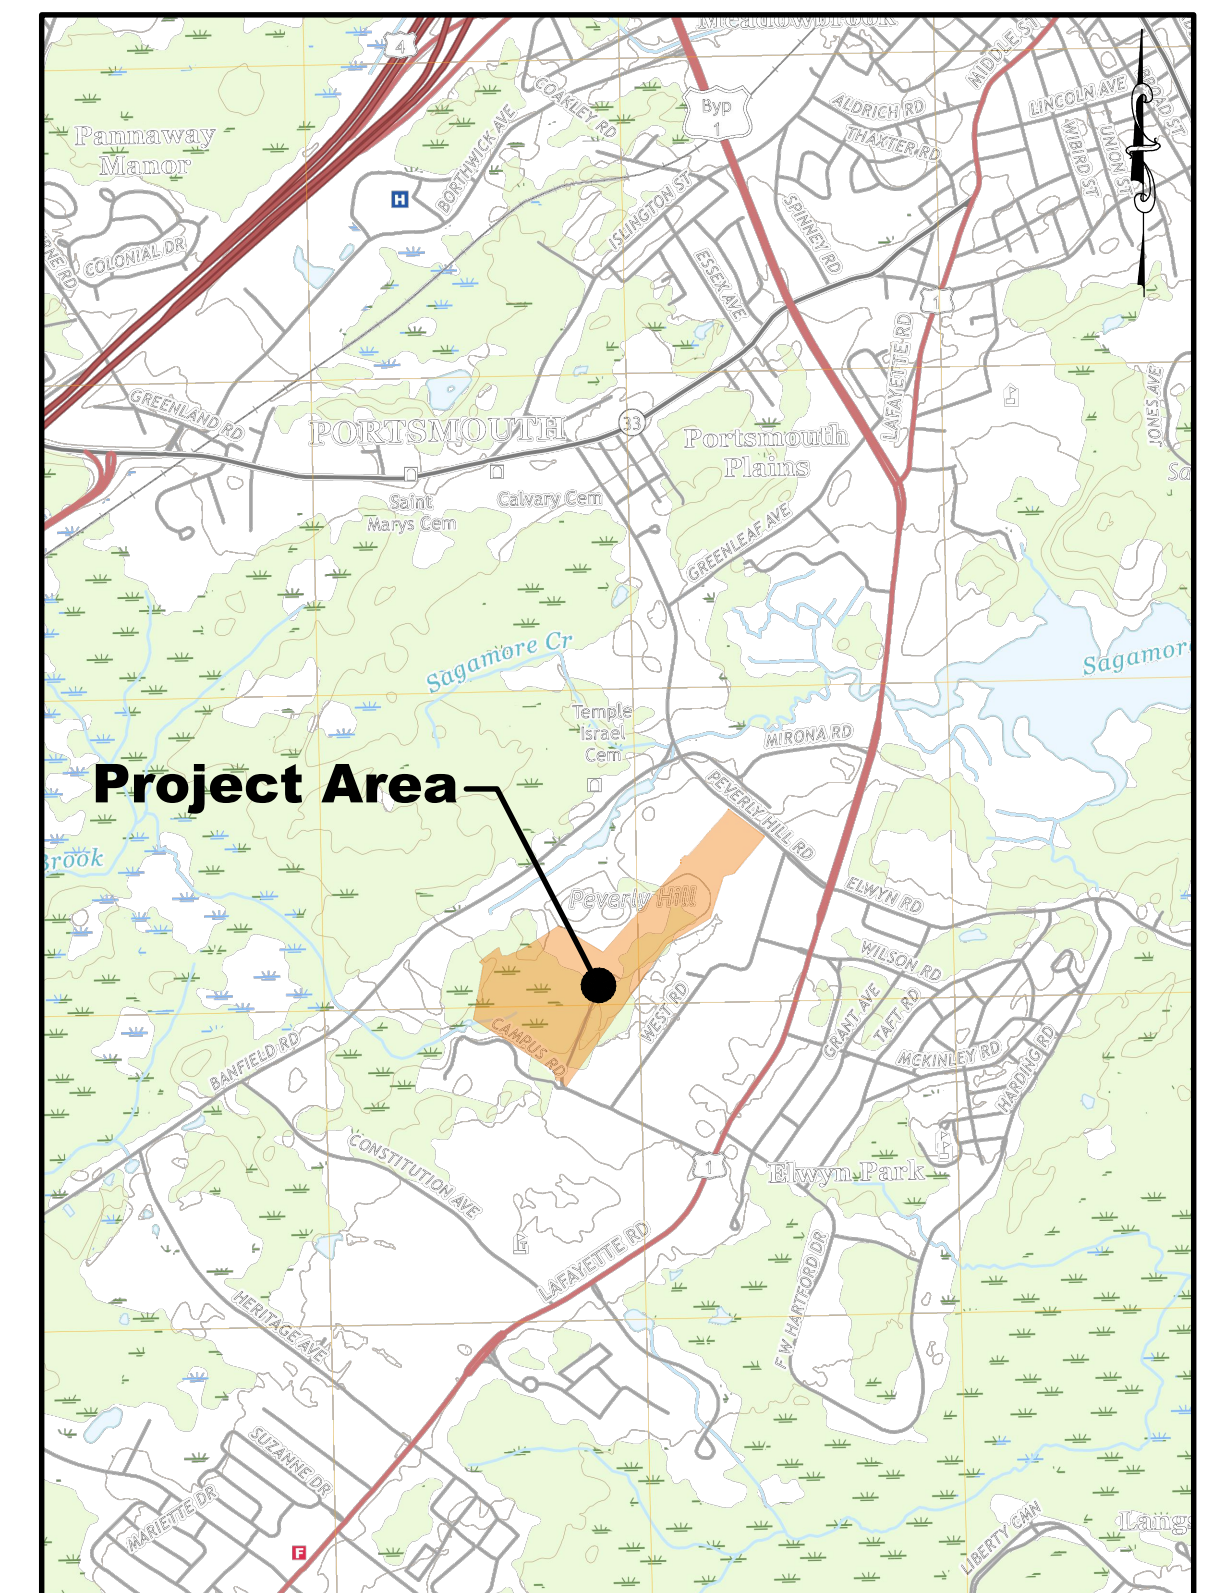 Meadowbrook
4
MIDDLE ST
COAKLEY RD
Byp
1
ALDRICH RD
LINCOLN AVE
BROAD ST
Pannaway
Manor
BORTHWICK AVE
THAXTER RD
WIBIRD ST
UNION ST
H
ISLINGTON ST
SPINNEY RD
COLONIAL DR
NE RD
ESSEX AVE
1
LAFAYETTE RD
JONES AVE
GREENLAND RD
PORTSMOUTH
33
Portsmouth
Plains
Saint
Marys Cem
Calvary Cem
GREENLEAF AVE
Sagamore Cr
Sagamor
Temple
Israel
Cem
MIRONA RD
Project Area
PEVERLY HILL RD
Brook
Peverly Hill
ELWYN RD
WILSON RD
WEST RD
GRANT AVE
TAFT RD
CAMPUS RD
MCKINLEY RD
HARDING RD
BANFIELD RD
CONSTITUTION AVE
1
Elwyn Park
LAFAYETTE RD
F W HARTFORD DR
HERITAGE AVE
SUZANNE DR
MARIETTE DR
F
LIBERTY CMN
Langs